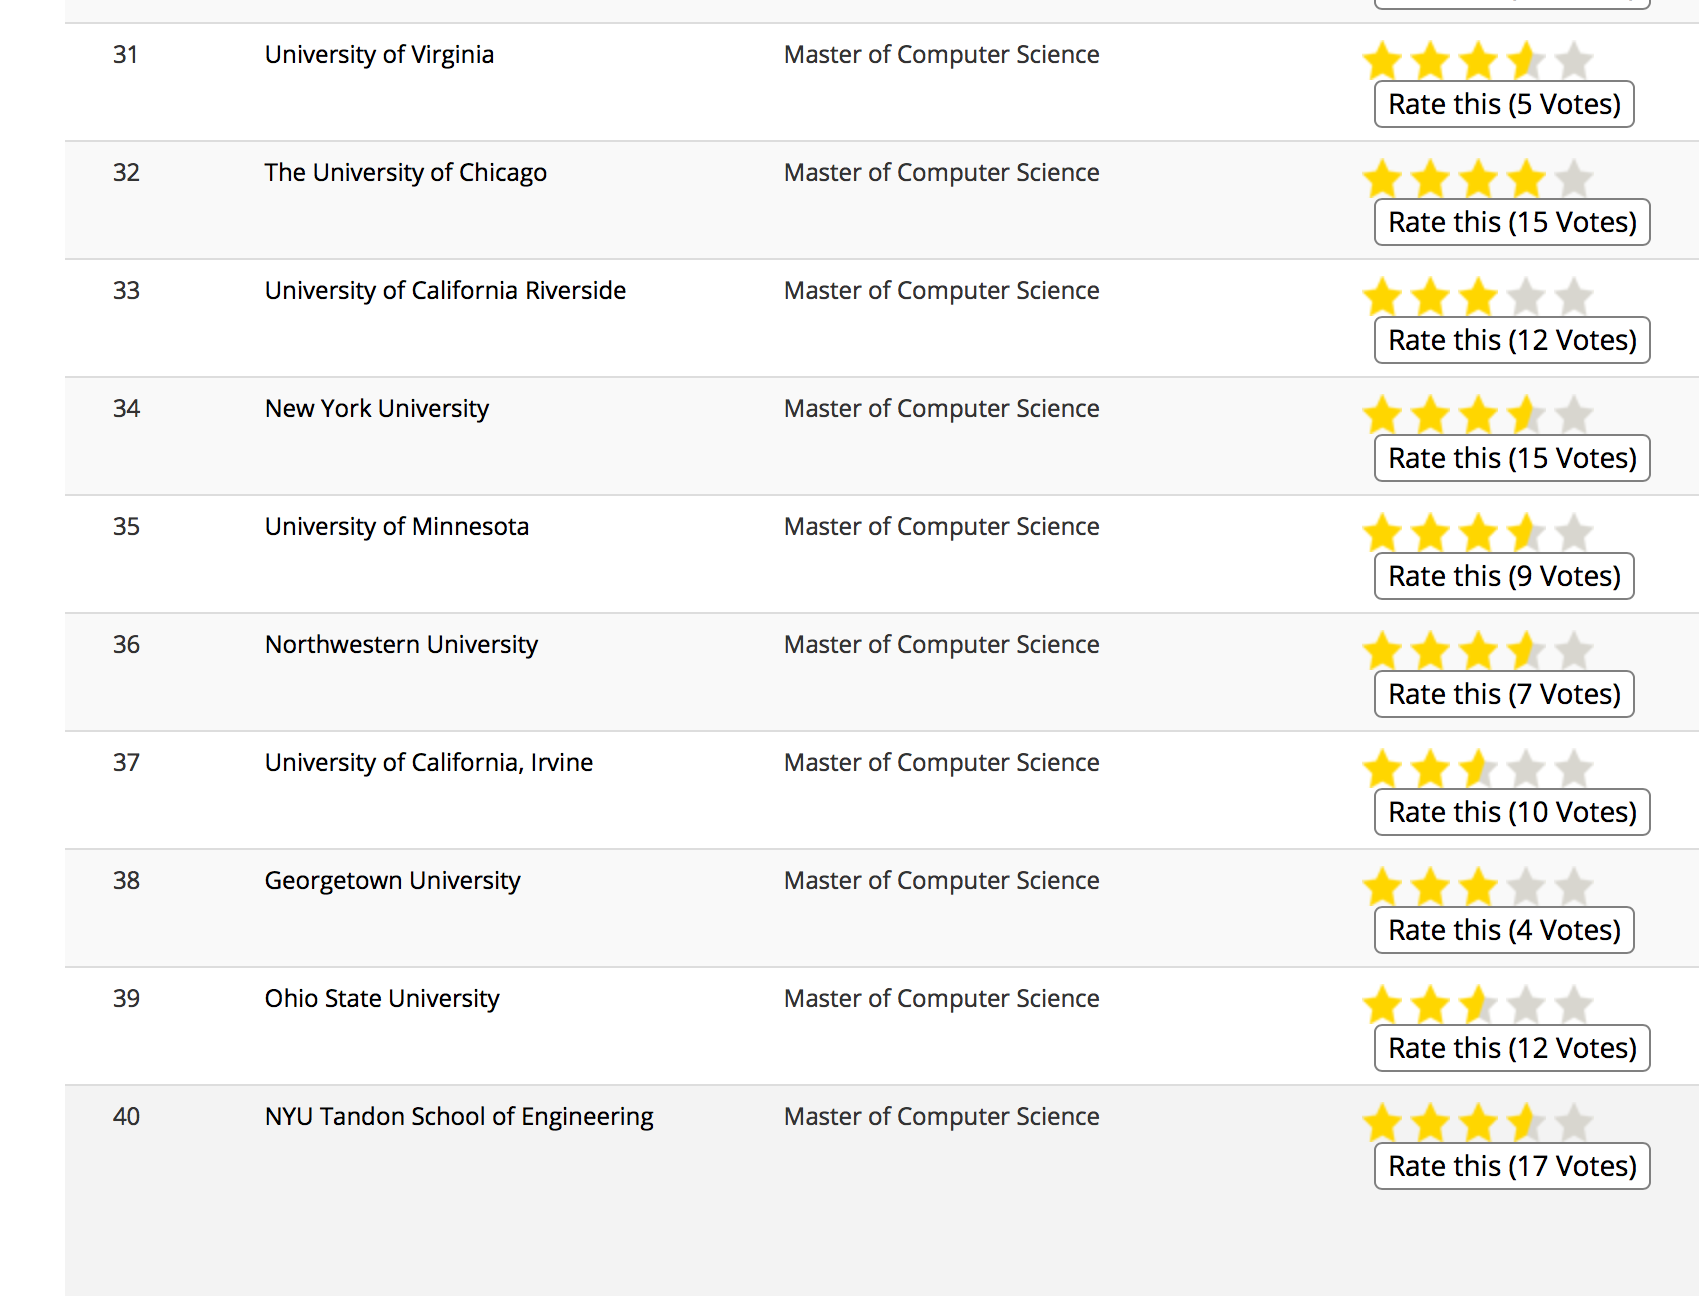 31 University of Virginia Master of Computer Science
Rate this (5 Votes)
32 The University of Chicago Master of Computer Science
Rate this (15 Votes)
33 University of California Riverside Master of Computer Science
Rate this (12 Votes)
34 New York University Master of Computer Science
Rate this (15 Votes)
35 University of Minnesota Master of Computer Science
Rate this (9 Votes)
36 Northwestern University Master of Computer Science
Rate this (7 Votes)
37 University of California, Irvine Master of Computer Science
Rate this (10 Votes)
38 Georgetown University Master of Computer Science
Rate this (4 Votes)
39 Ohio State University Master of Computer Science
Rate this (12 Votes)
40 NYU Tandon School of Engineering Master of Computer Science
Rate this (17 Votes)